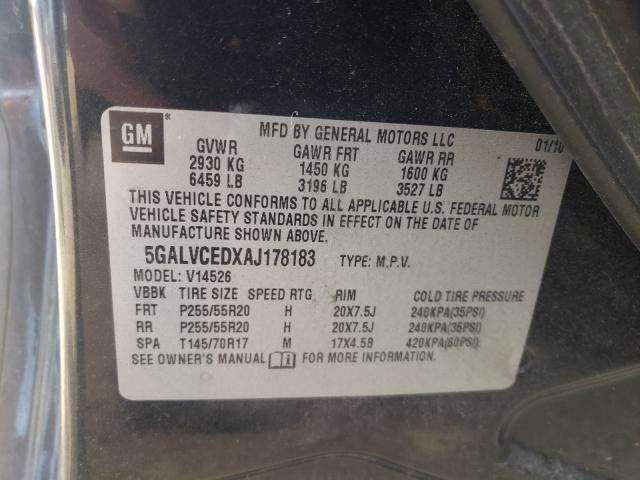 GM
MFD BY GENERAL MOTORS LLC 01/10
GVWR GAWR FRT GAWR RR
2930 KG 1450 KG 1600 KG
6459 LB 3196 LB 3527 LB
THIS VEHICLE CONFORMS TO ALL APPLICABLE U.S. FEDERAL MOTOR
VEHICLE SAFETY STANDARDS IN EFFECT ON THE DATE OF
MANUFACTURE SHOWN ABOVE.
5GALVCEDXAJ178183 TYPE: M.P.V.
MODEL: V14526
VBBK TIRE SIZE SPEED RTG RIM COLD TIRE PRESSURE
FRT P255/55R20 H 20X7.5J 240KPA(35PSI)
RR P255/55R20 H 20X7.5J 240KPA(35PSI)
SPA T145/70R17 M 17X4.5B 420KPA(60PSI)
SEE OWNER'S MANUAL FOR MORE INFORMATION.